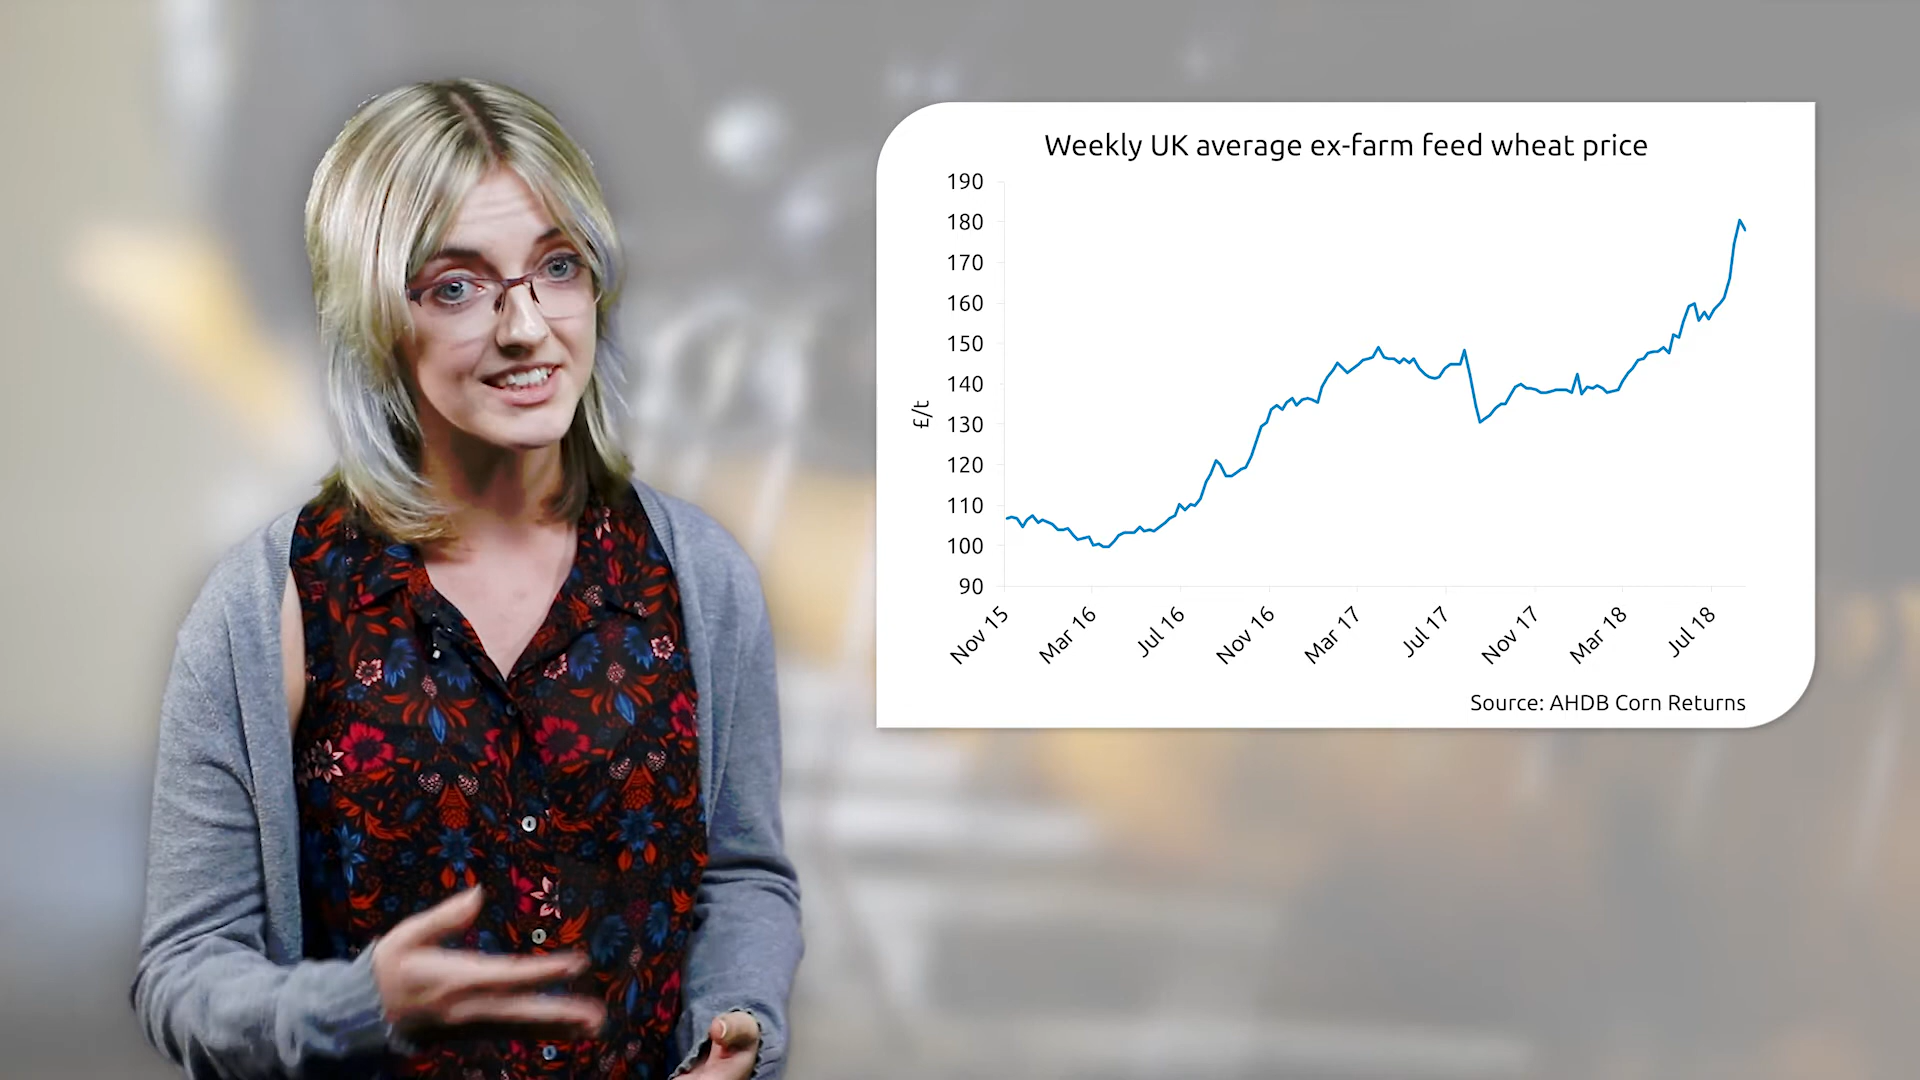 Weekly UK average ex-farm feed wheat price
190
180
170
160
150
140
130
120
110
100
90
£/t
Nov 15
Mar 16
Jul 16
Nov 16
Mar 17
Jul 17
Nov 17
Mar 18
Jul 18
Source: AHDB Corn Returns